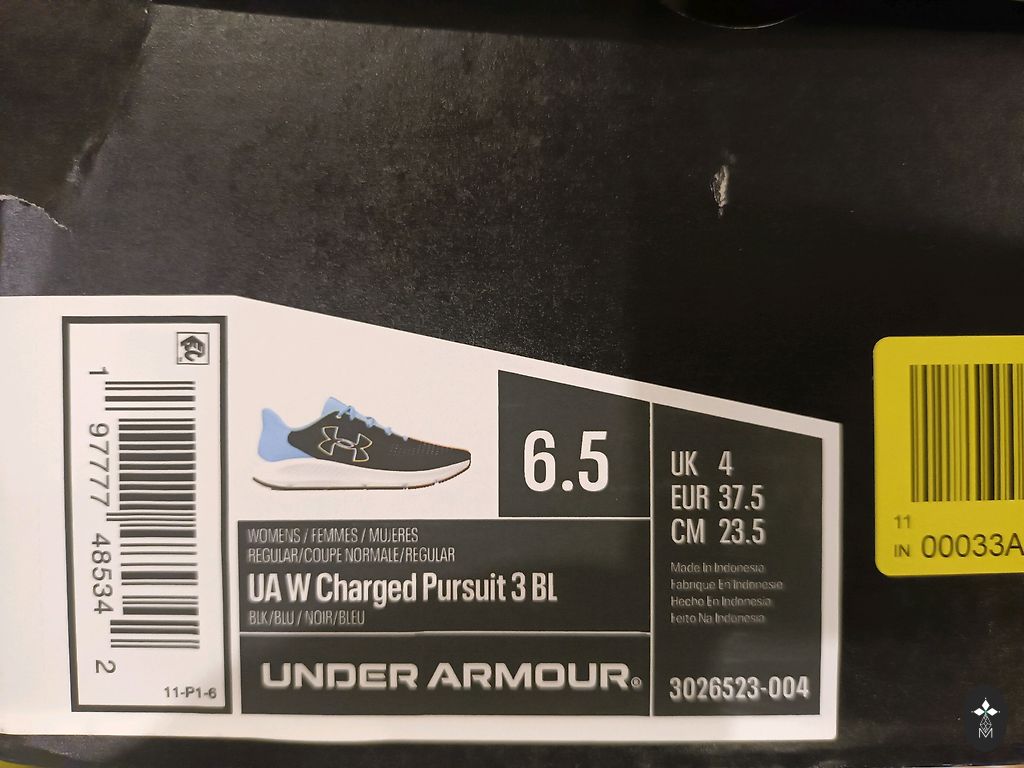 1 97777 48534 2
11-P1-6
6.5
WOMENS / FEMMES / MUJERES
REGULAR/COUPE NORMALE/REGULAR
UA W Charged Pursuit 3 BL
BLK/BLU / NOIR/BLEU
UNDER ARMOUR®
UK 4
EUR 37.5
CM 23.5
Made In Indonesia
Fabrique En Indonesie
Hecho En Indonesia
Feito Na Indonesia
3026523-004
11
IN 00033A
M